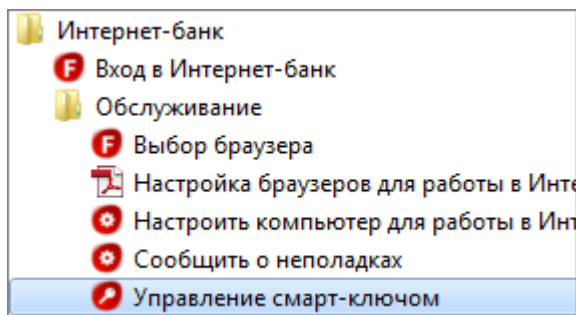 Интернет-банк
Вход в Интернет-банк
Обслуживание
Выбор браузера
Настройка браузеров для работы в Инте
Настроить компьютер для работы в Инт
Сообщить о неполадках
Управление смарт-ключом